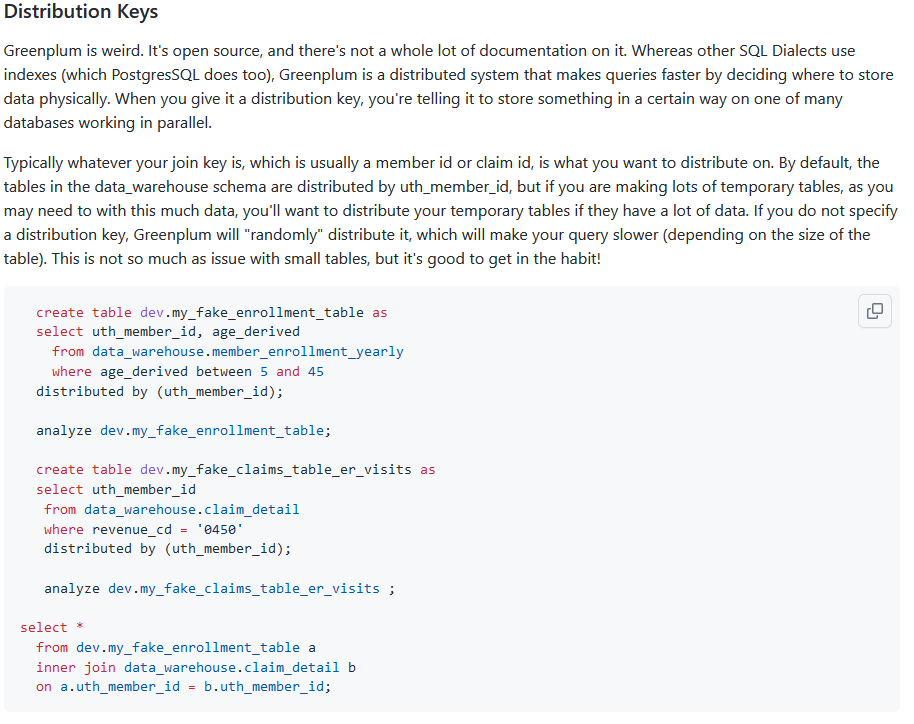 Distribution Keys
Greenplum is weird. It's open source, and there's not a whole lot of documentation on it. Whereas other SQL Dialects use
indexes (which PostgresSQL does too), Greenplum is a distributed system that makes queries faster by deciding where to store
data physically. When you give it a distribution key, you're telling it to store something in a certain way on one of many
databases working in parallel.
Typically whatever your join key is, which is usually a member id or claim id, is what you want to distribute on. By default, the
tables in the data_warehouse schema are distributed by uth_member_id, but if you are making lots of temporary tables, as you
may need to with this much data, you'll want to distribute your temporary tables if they have a lot of data. If you do not specify
a distribution key, Greenplum will "randomly" distribute it, which will make your query slower (depending on the size of the
table). This is not so much as issue with small tables, but it's good to get in the habit!
create table dev.my_fake_enrollment_table as
select uth_member_id, age_derived
from data_warehouse.member_enrollment_yearly
where age_derived between 5 and 45
distributed by (uth_member_id);
analyze dev.my_fake_enrollment_table;
create table dev.my_fake_claims_table_er_visits as
select uth_member_id
from data_warehouse.claim_detail
where revenue_cd = '0450'
distributed by (uth_member_id);
analyze dev.my_fake_claims_table_er_visits ;
select *
from dev.my_fake_enrollment_table a
inner join data_warehouse.claim_detail b
on a.uth_member_id = b.uth_member_id;